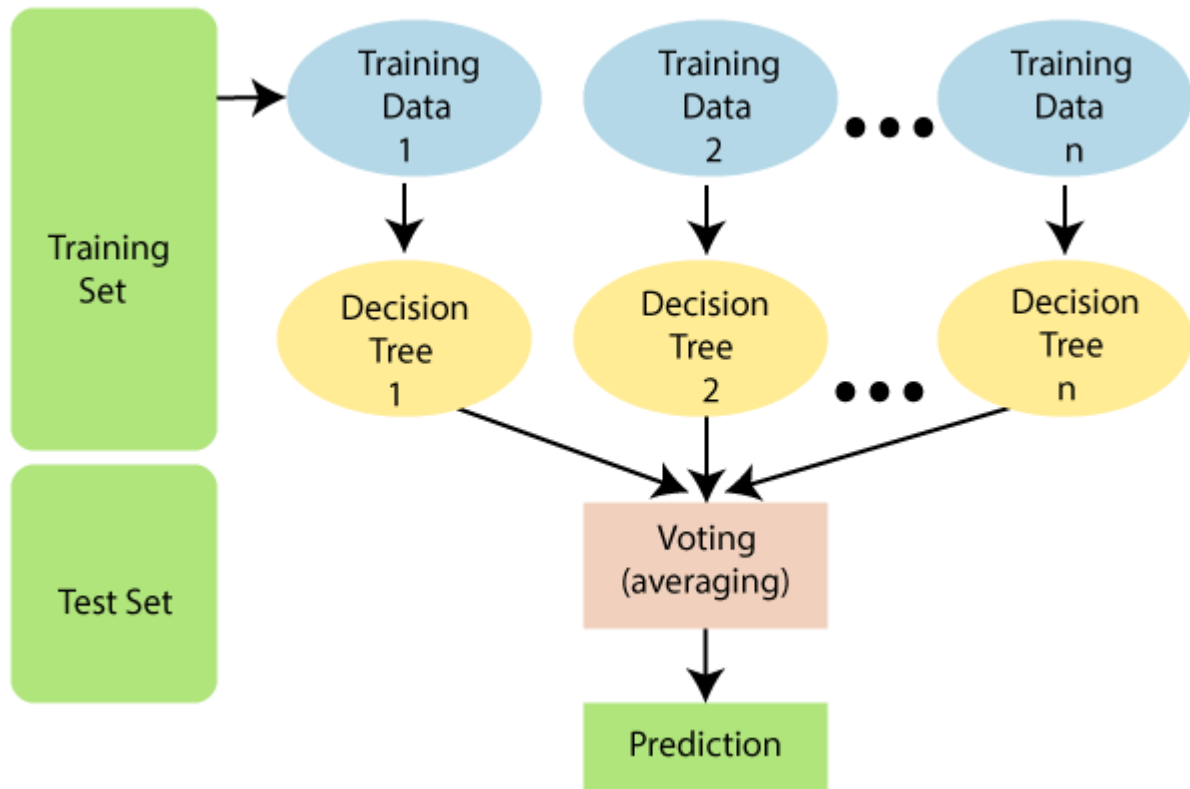 Training
Data
1
Training
Data
2
Training
Data
n
Training
Set
Decision
Tree
1
Decision
Tree
2
Decision
Tree
n
Voting
(averaging)
Test Set
Prediction